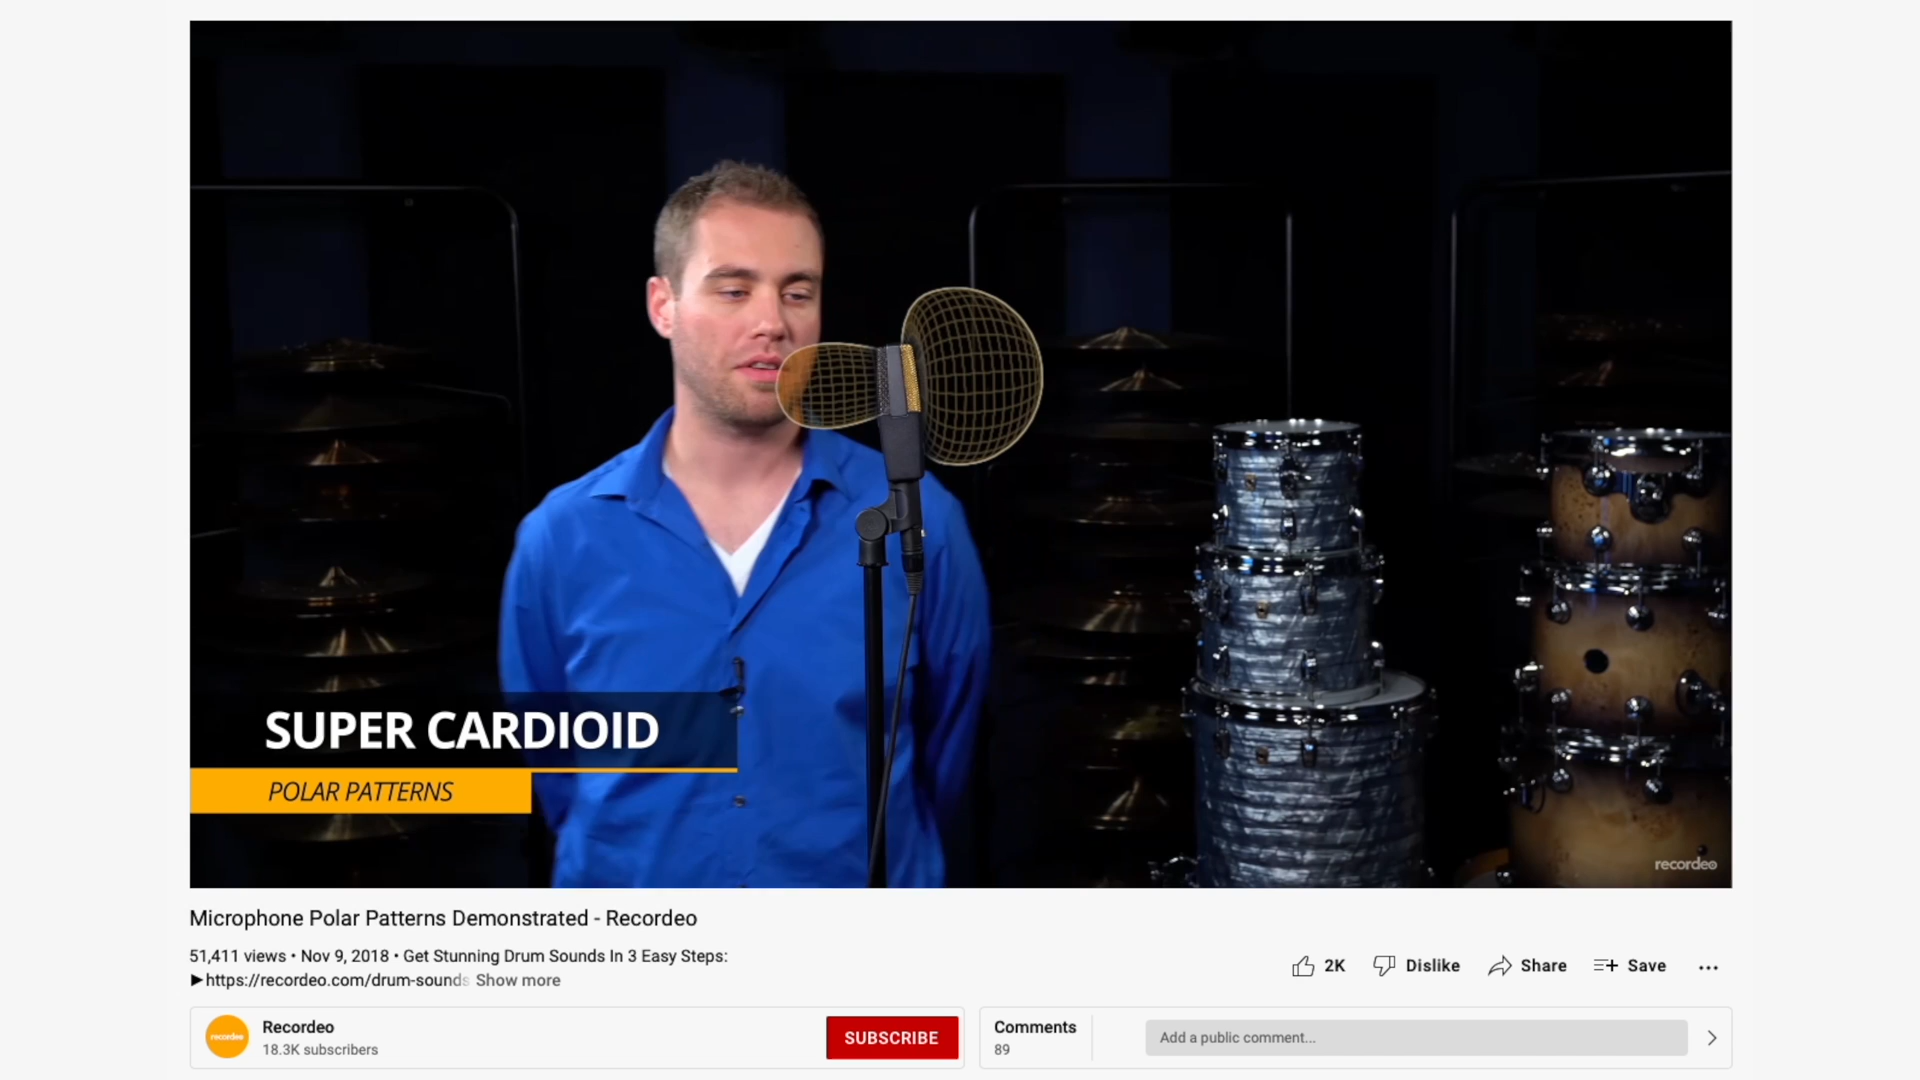 SUPER CARDIOID
POLAR PATTERNS
recordeo
Microphone Polar Patterns Demonstrated - Recordeo
51,411 views • Nov 9, 2018 • Get Stunning Drum Sounds In 3 Easy Steps:
►https://recordeo.com/drum-sounds Show more
2K Dislike Share Save
recordeo
Recordeo
18.3K subscribers
SUBSCRIBE
Comments
89
Add a public comment...